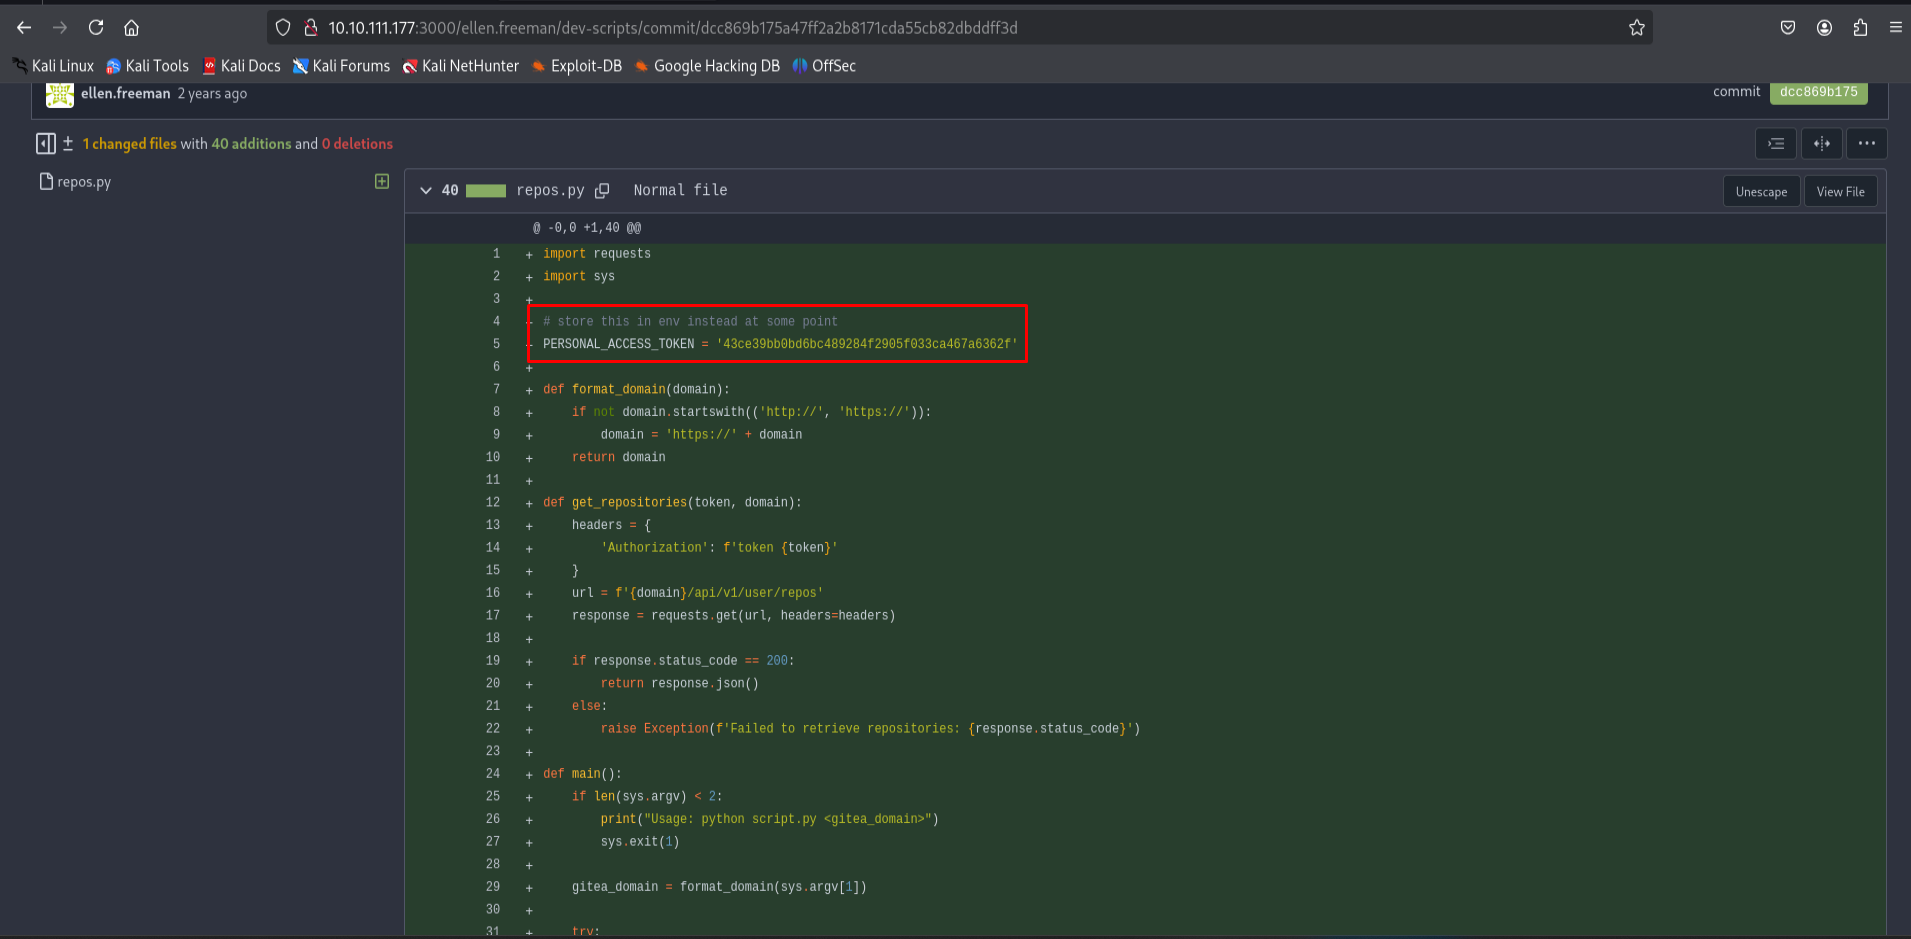 10.10.111.177:3000/ellen.freeman/dev-scripts/commit/dcc869b175a47ff2a2b8171cda55cb82dbddff3d
Kali Linux Kali Tools Kali Docs Kali Forums Kali NetHunter Exploit-DB Google Hacking DB OffSec
ellen.freeman 2 years ago commit dcc869b175
± 1 changed files with 40 additions and 0 deletions
repos.py
40 repos.py Normal file Unescape View File
@ -0,0 +1,40 @@
1 + import requests
2 + import sys
3 +
4 # store this in env instead at some point
5 PERSONAL_ACCESS_TOKEN = '43ce39bb0bd6bc489284f2905f033ca467a6362f'
6 +
7 + def format_domain(domain):
8 +     if not domain.startswith(('http://', 'https://')):
9 +         domain = 'https://' + domain
10 +     return domain
11 +
12 + def get_repositories(token, domain):
13 +     headers = {
14 +         'Authorization': f'token {token}'
15 +     }
16 +     url = f'{domain}/api/v1/user/repos'
17 +     response = requests.get(url, headers=headers)
18 +
19 +     if response.status_code == 200:
20 +         return response.json()
21 +     else:
22 +         raise Exception(f'Failed to retrieve repositories: {response.status_code}')
23 +
24 + def main():
25 +     if len(sys.argv) < 2:
26 +         print("Usage: python script.py <gitea_domain>")
27 +         sys.exit(1)
28 +
29 +     gitea_domain = format_domain(sys.argv[1])
30 +
31 +     try: